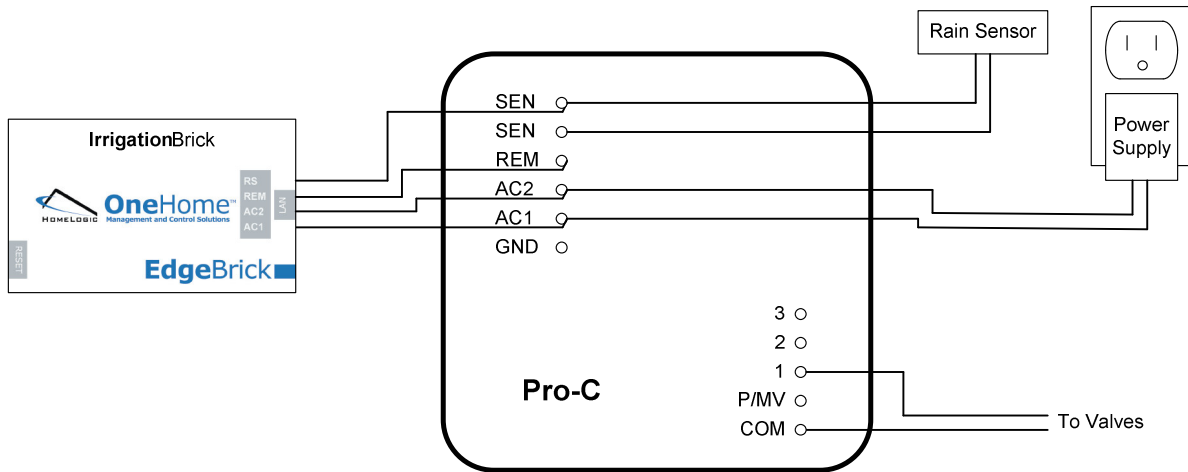 Rain Sensor
Power
Supply
IrrigationBrick
HOMELOGIC
OneHome™
Management and Control Solutions
RS
REM
AC2
AC1
LAN
RESET
EdgeBrick
SEN
SEN
REM
AC2
AC1
GND
3
2
1
P/MV
COM
Pro-C
To Valves